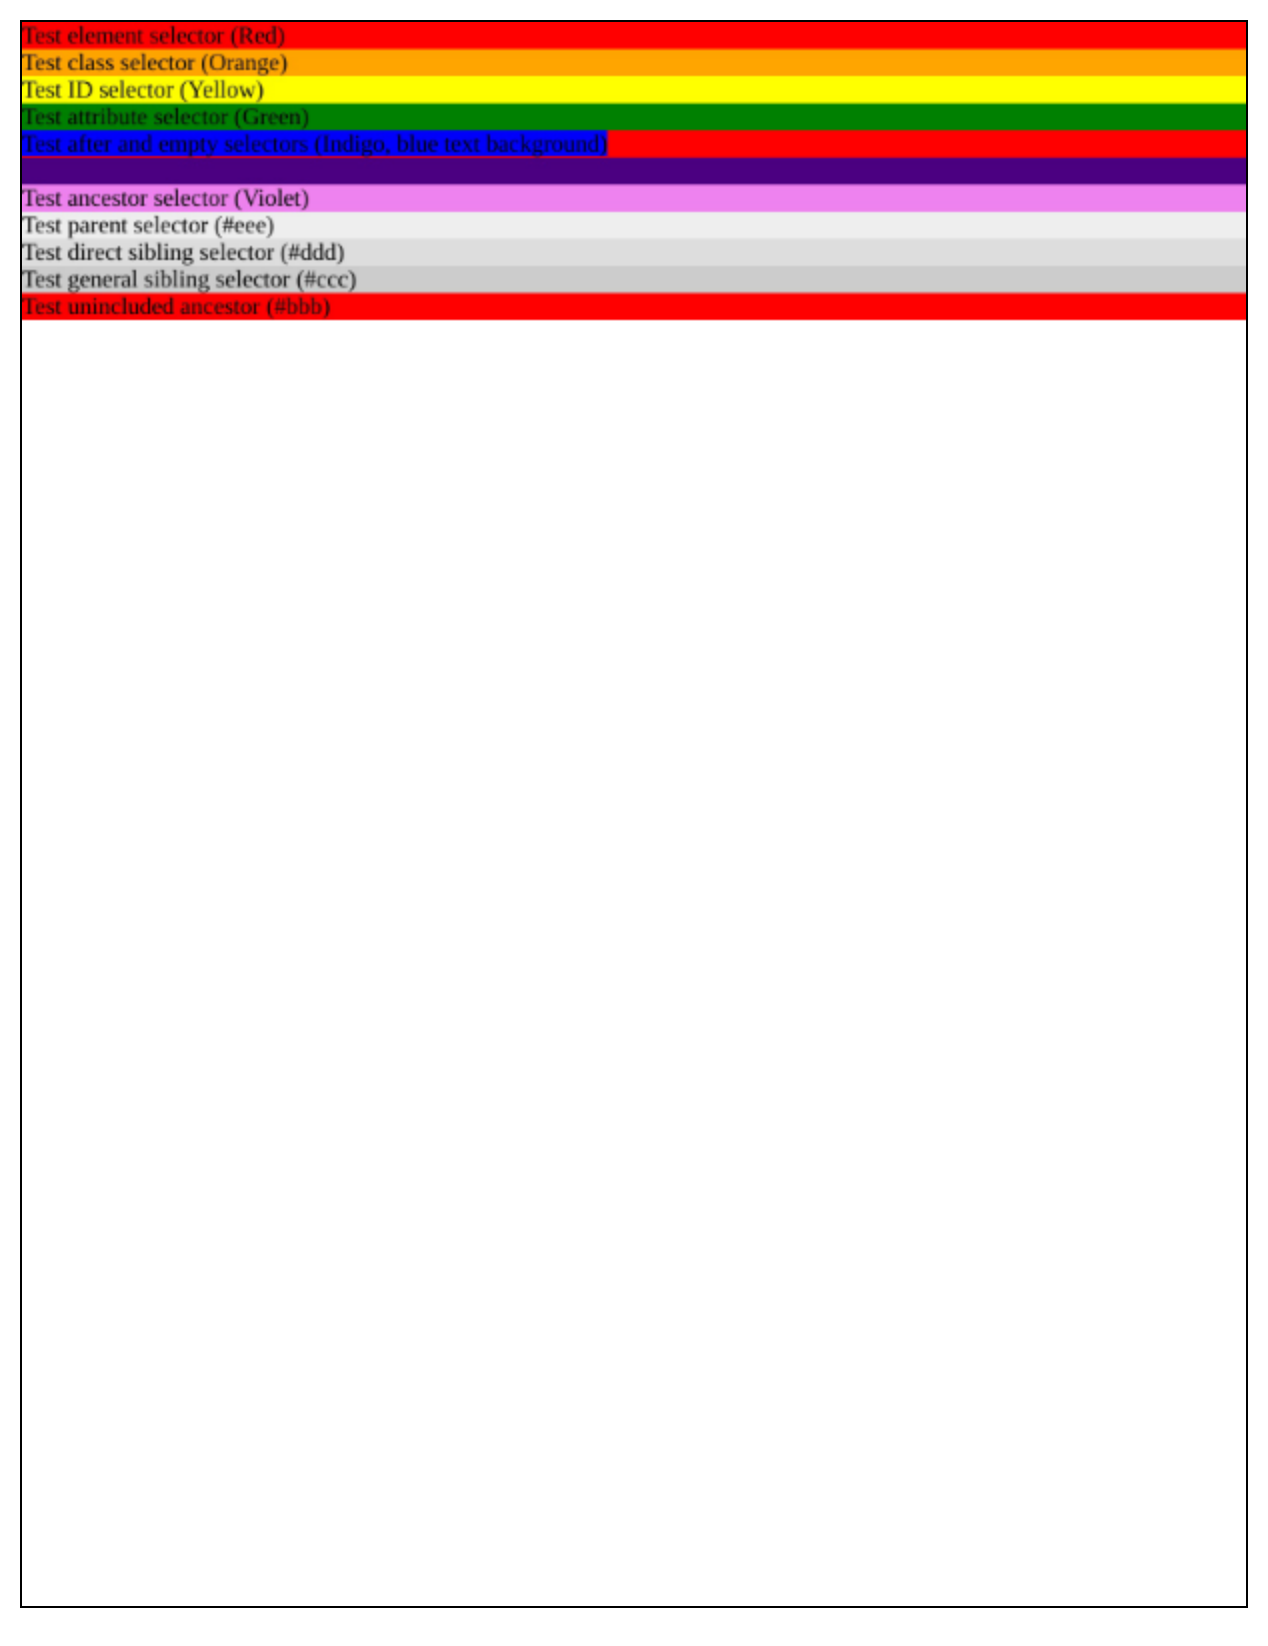 Test element selector (Red)
Test class selector (Orange)
Test ID selector (Yellow)
Test attribute selector (Green)
Test after and empty selectors (Indigo, blue text background)
Test ancestor selector (Violet)
Test parent selector (#eee)
Test direct sibling selector (#ddd)
Test general sibling selector (#ccc)
Test unincluded ancestor (#bbb)